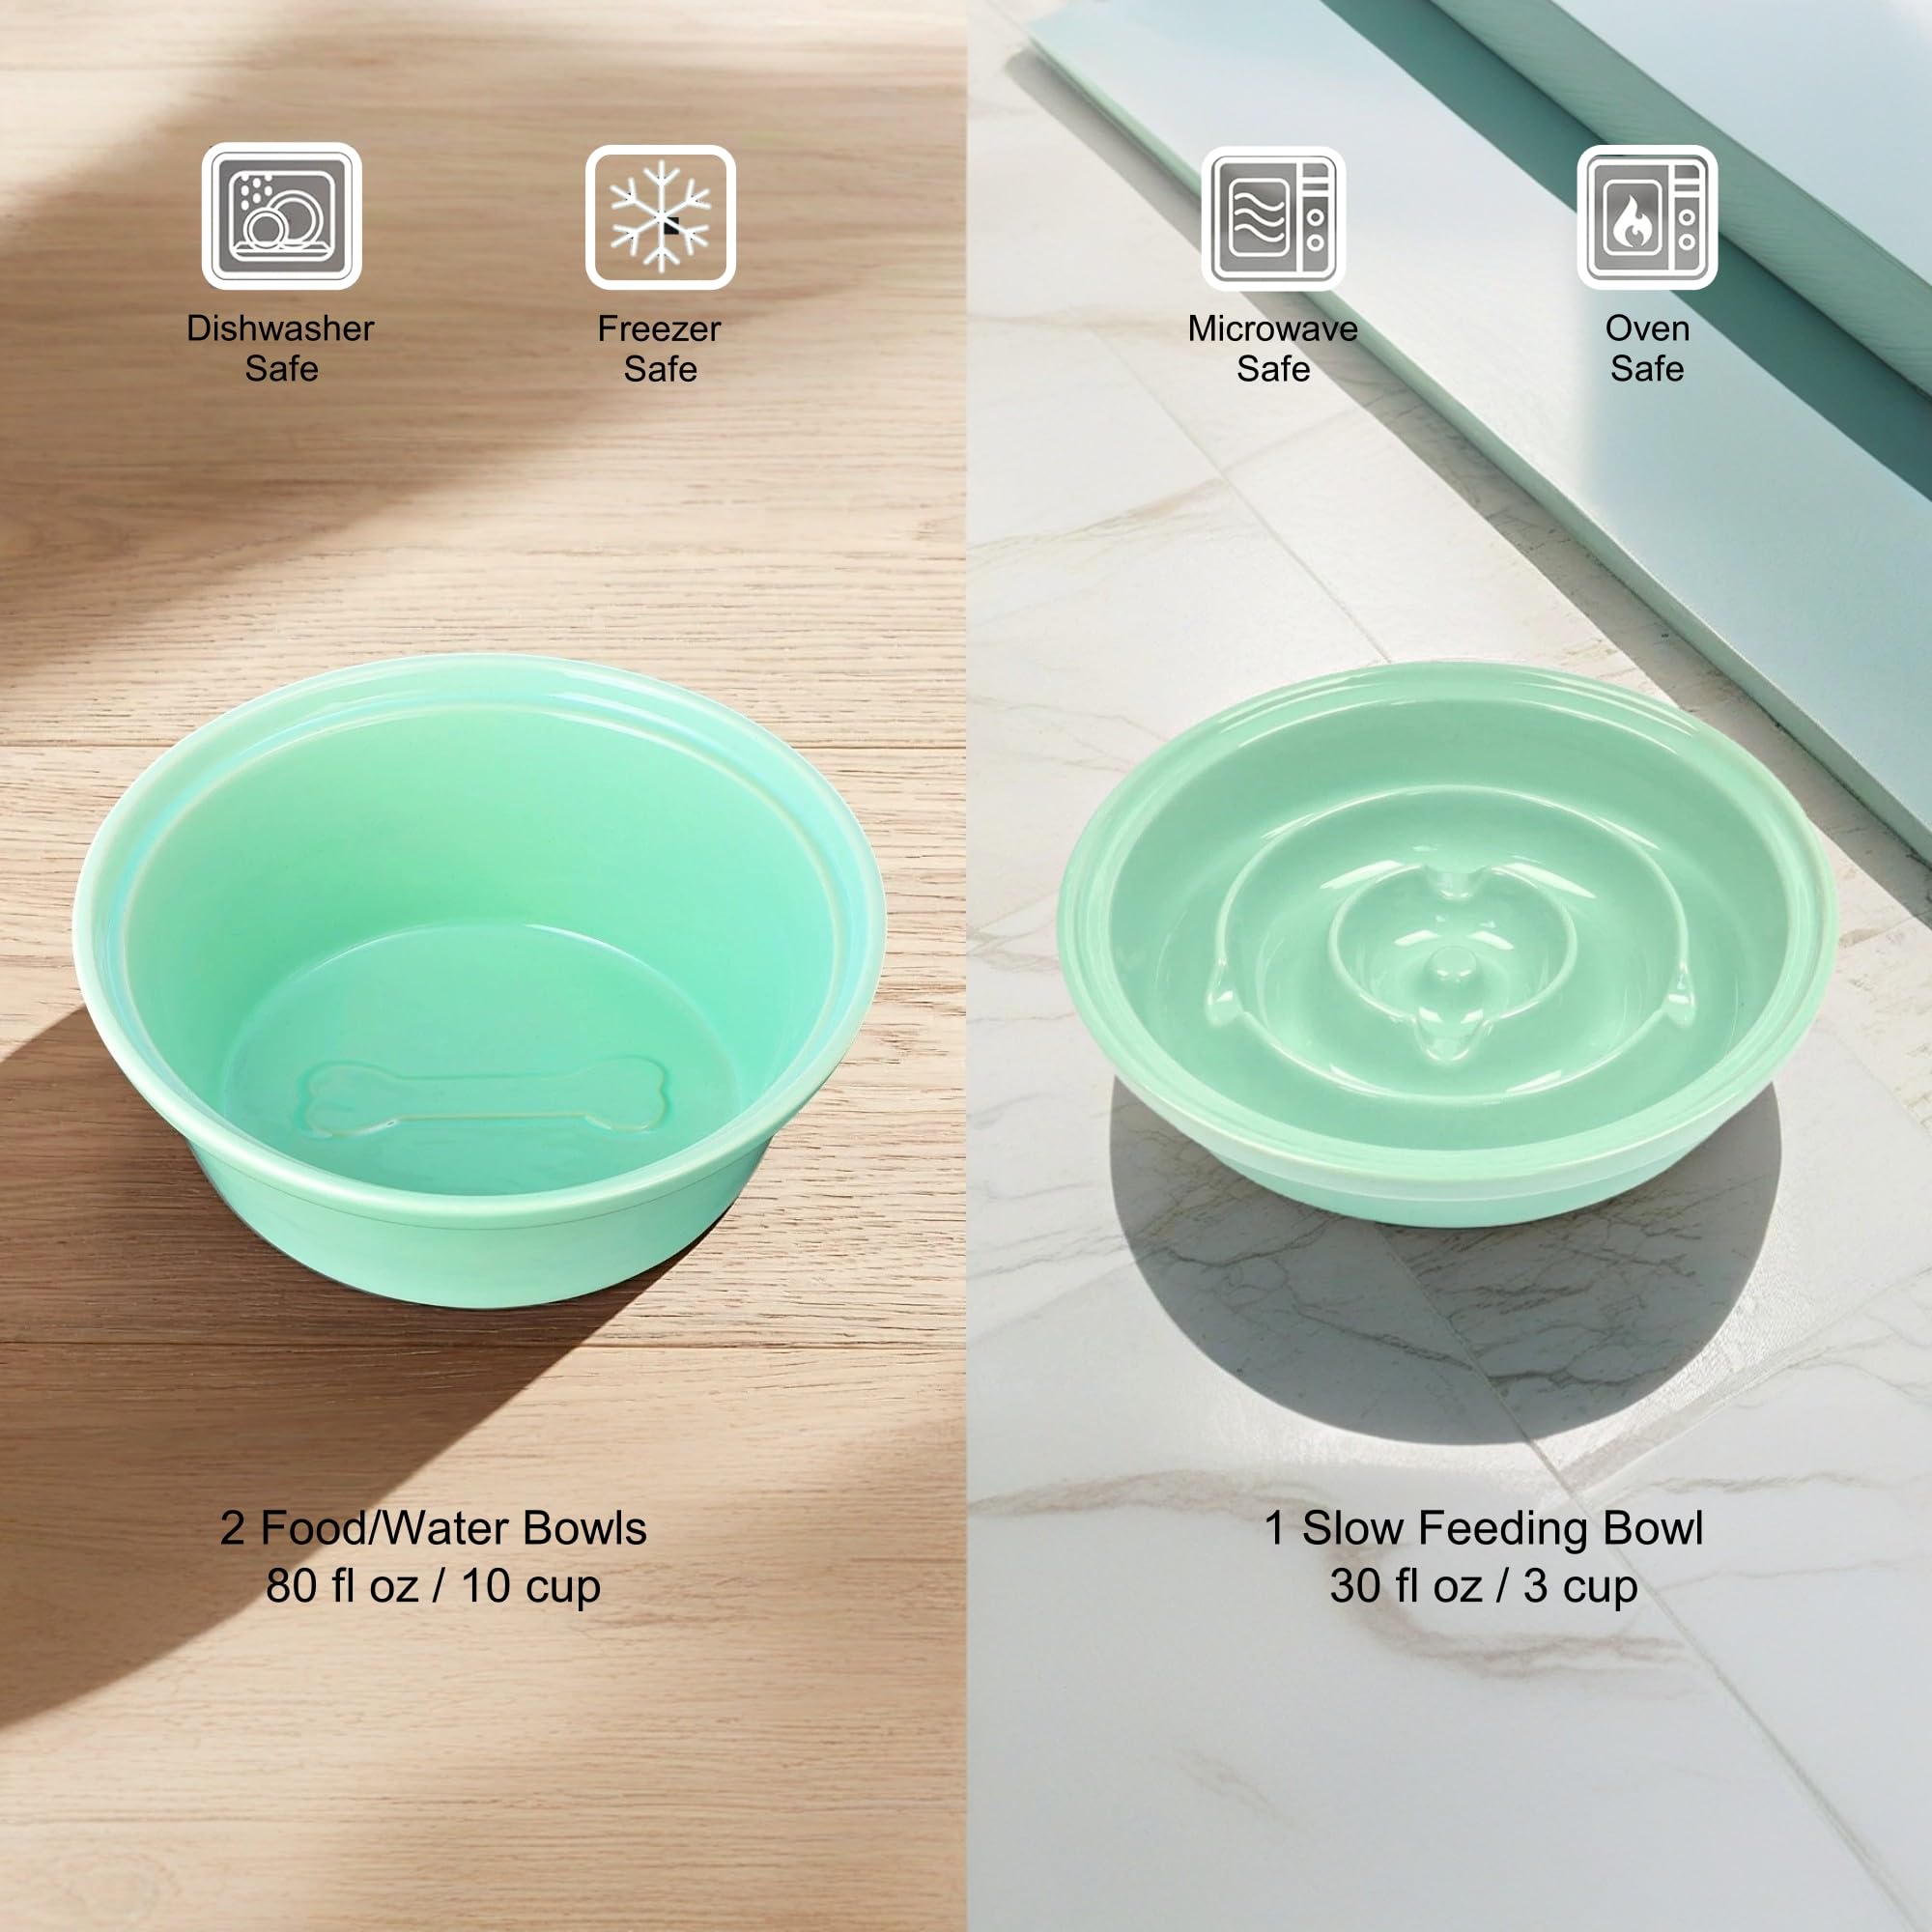 Dishwasher
Safe
Freezer
Safe
Microwave
Safe
Oven
Safe
2 Food/Water Bowls
80 fl oz / 10 cup
1 Slow Feeding Bowl
30 fl oz / 3 cup